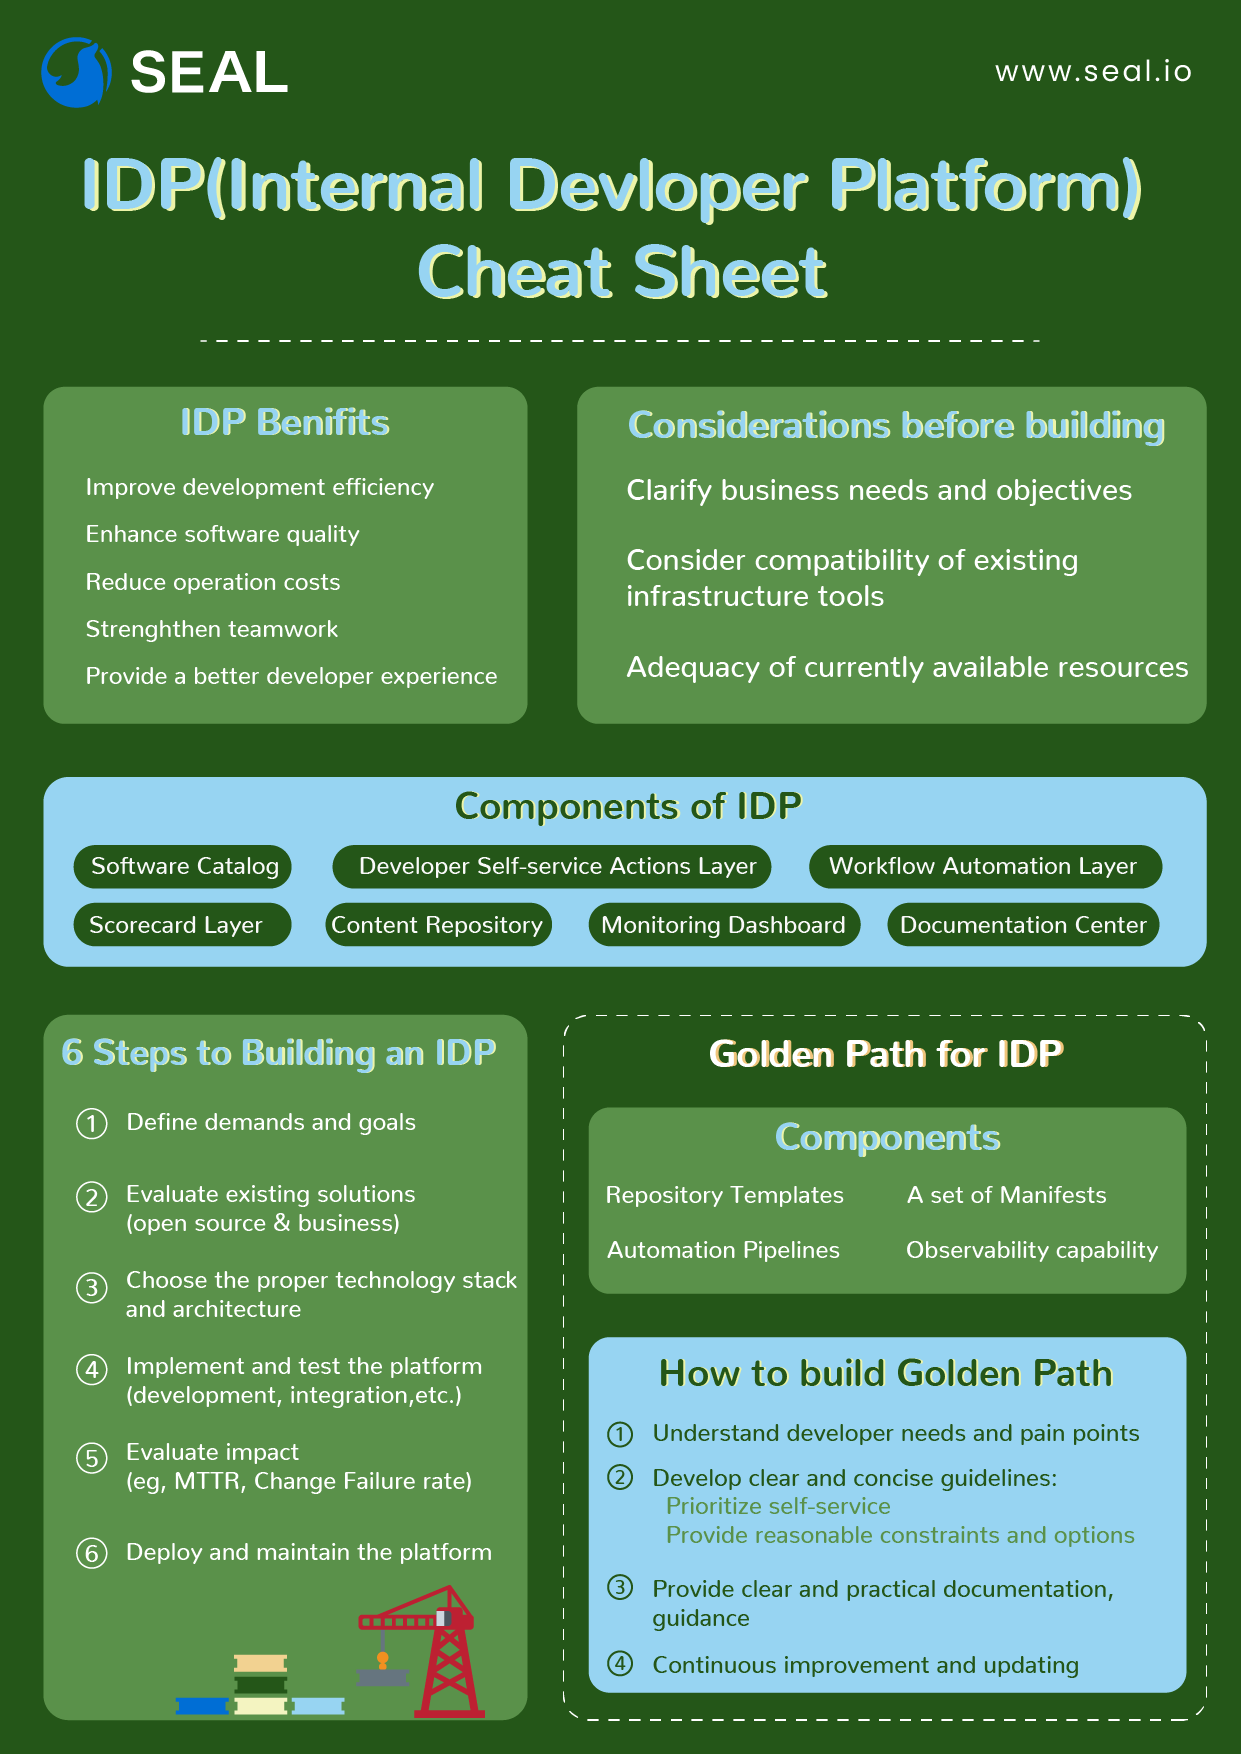 SEAL
www.seal.io
IDP(Internal Devloper Platform)
Cheat Sheet
IDP Benifits
Improve development efficiency
Enhance software quality
Reduce operation costs
Strenghthen teamwork
Provide a better developer experience
Considerations before building
Clarify business needs and objectives
Consider compatibility of existing
infrastructure tools
Adequacy of currently available resources
Components of IDP
Software Catalog
Developer Self-service Actions Layer
Workflow Automation Layer
Scorecard Layer
Content Repository
Monitoring Dashboard
Documentation Center
6 Steps to Building an IDP
1 Define demands and goals
2 Evaluate existing solutions
(open source & business)
3 Choose the proper technology stack
and architecture
4 Implement and test the platform
(development, integration,etc.)
5 Evaluate impact
(eg, MTTR, Change Failure rate)
6 Deploy and maintain the platform
Golden Path for IDP
Components
Repository Templates
A set of Manifests
Automation Pipelines
Observability capability
How to build Golden Path
1 Understand developer needs and pain points
2 Develop clear and concise guidelines:
Prioritize self-service
Provide reasonable constraints and options
3 Provide clear and practical documentation,
guidance
4 Continuous improvement and updating